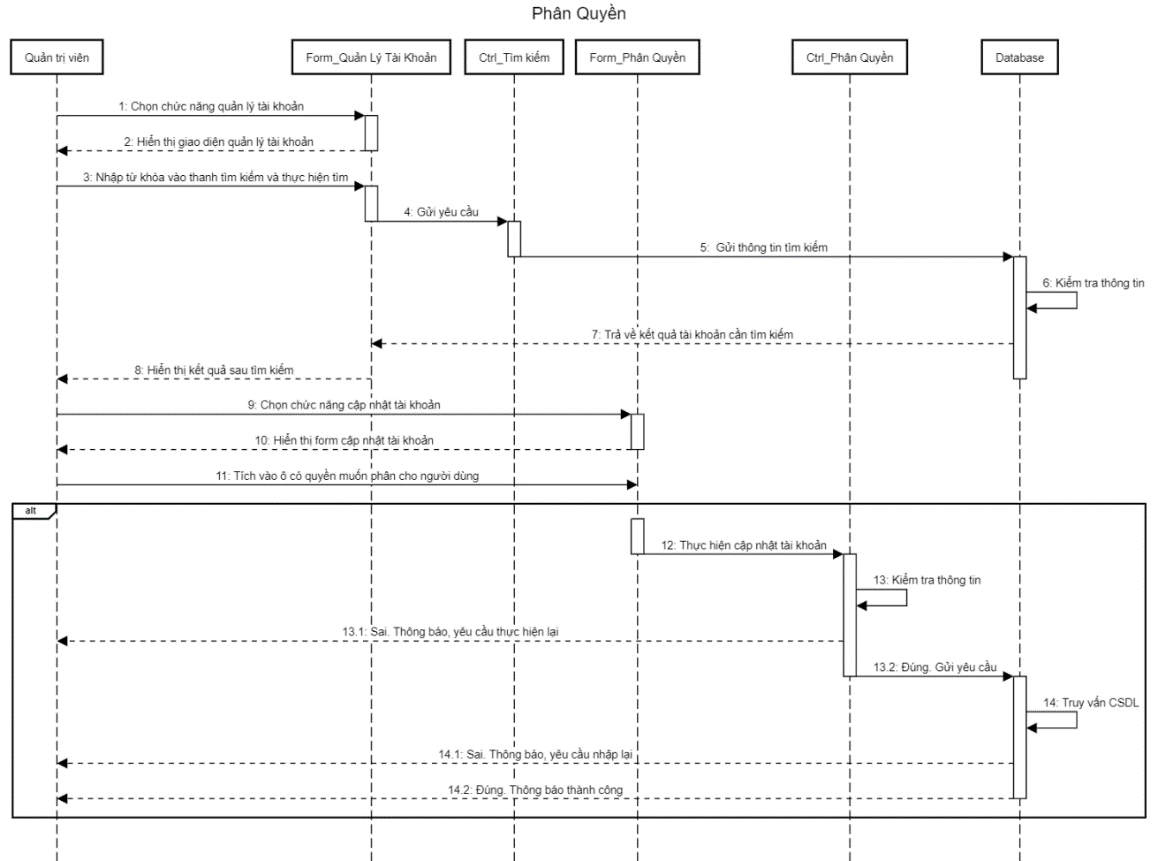 Phân Quyền
Quản trị viên
Form_Quản Lý Tài Khoản
Ctrl_Tìm kiếm
Form_Phân Quyền
Ctrl_Phân Quyền
Database
1: Chọn chức năng quản lý tài khoản
2: Hiển thị giao diện quản lý tài khoản
3: Nhập từ khóa vào thanh tìm kiếm và thực hiện tìm
4: Gửi yêu cầu
5: Gửi thông tin tìm kiếm
6: Kiểm tra thông tin
7: Trả về kết quả tài khoản cần tìm kiếm
8: Hiển thị kết quả sau tìm kiếm
9: Chọn chức năng cập nhật tài khoản
10: Hiển thị form cập nhật tài khoản
11: Tích vào ô có quyền muốn phân cho người dùng
alt
12: Thực hiện cập nhật tài khoản
13: Kiểm tra thông tin
13.1: Sai. Thông báo, yêu cầu thực hiện lại
13.2: Đúng. Gửi yêu cầu
14: Truy vấn CSDL
14.1: Sai. Thông báo, yêu cầu nhập lại
14.2: Đúng. Thông báo thành công